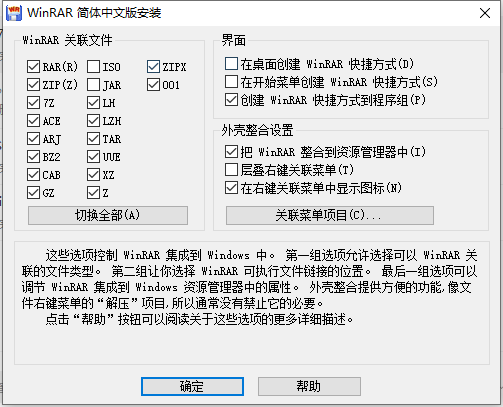 WinRAR 简体中文版安装
WinRAR 关联文件
RAR(R) ISO ZIPX
ZIP(Z) JAR 001
7Z LH
ACE LZH
ARJ TAR
BZ2 UUE
CAB XZ
GZ Z
切换全部(A)
界面
在桌面创建 WinRAR 快捷方式(D)
在开始菜单创建 WinRAR 快捷方式(S)
创建 WinRAR 快捷方式到程序组(P)
外壳整合设置
把 WinRAR 整合到资源管理器中(I)
层叠右键关联菜单(T)
在右键关联菜单中显示图标(N)
关联菜单项目(C)...
这些选项控制 WinRAR 集成到 Windows 中。 第一组选项允许选择可以 WinRAR 关
联的文件类型。 第二组让你选择 WinRAR 可执行文件链接的位置。 最后一组选项可以
调节 WinRAR 集成到 Windows 资源管理器中的属性。 外壳整合提供方便的功能,像文
件右键菜单的“解压”项目,所以通常没有禁止它的必要。
点击“帮助”按钮可以阅读关于这些选项的更多详细描述。
确定
帮助